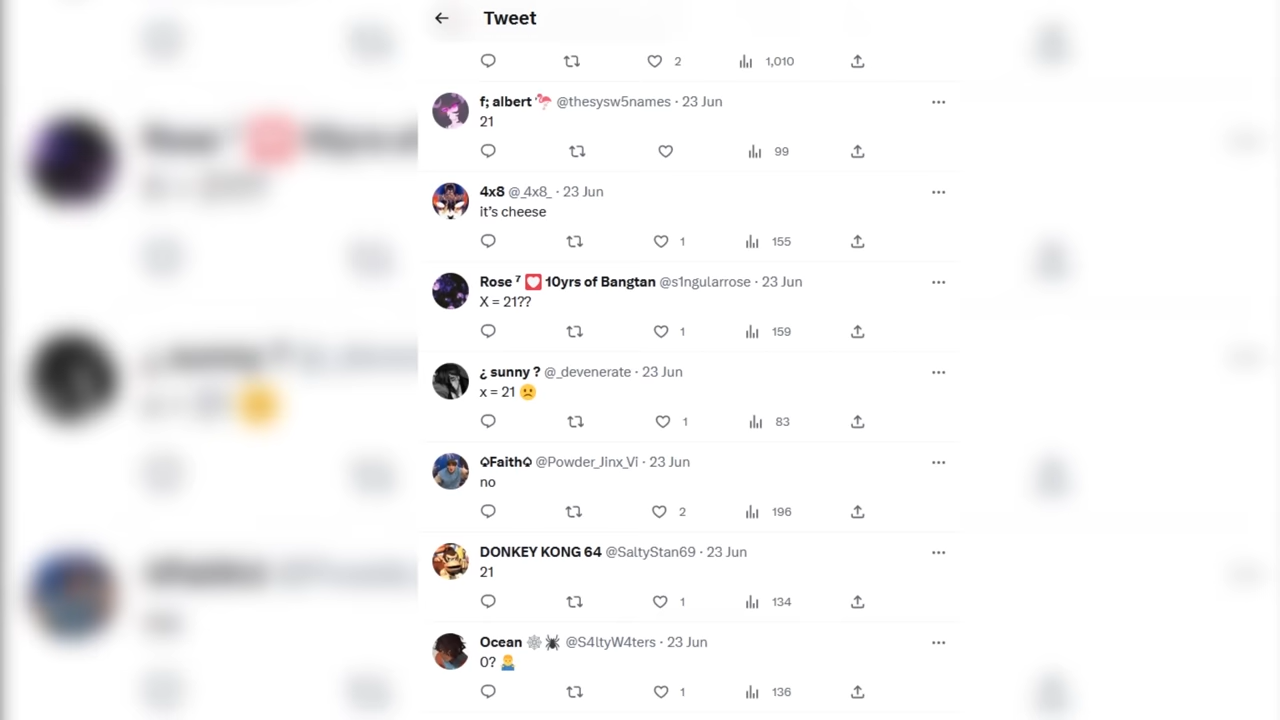 Tweet
2 1,010
f; albert 🦩 @thesysw5names · 23 Jun
21
99
4x8 @_4x8_ · 23 Jun
it's cheese
1 155
Rose ⁷ 💟 10yrs of Bangtan @s1ngularrose · 23 Jun
X = 21??
1 159
¿ sunny ? @_devenerate · 23 Jun
x = 21 🙁
1 83
♤Faith♤ @Powder_Jinx_Vi · 23 Jun
no
2 196
DONKEY KONG 64 @SaltyStan69 · 23 Jun
21
1 134
Ocean 🕸️🕷️ @S4ltyW4ters · 23 Jun
0? 🤷‍♂️
1 136